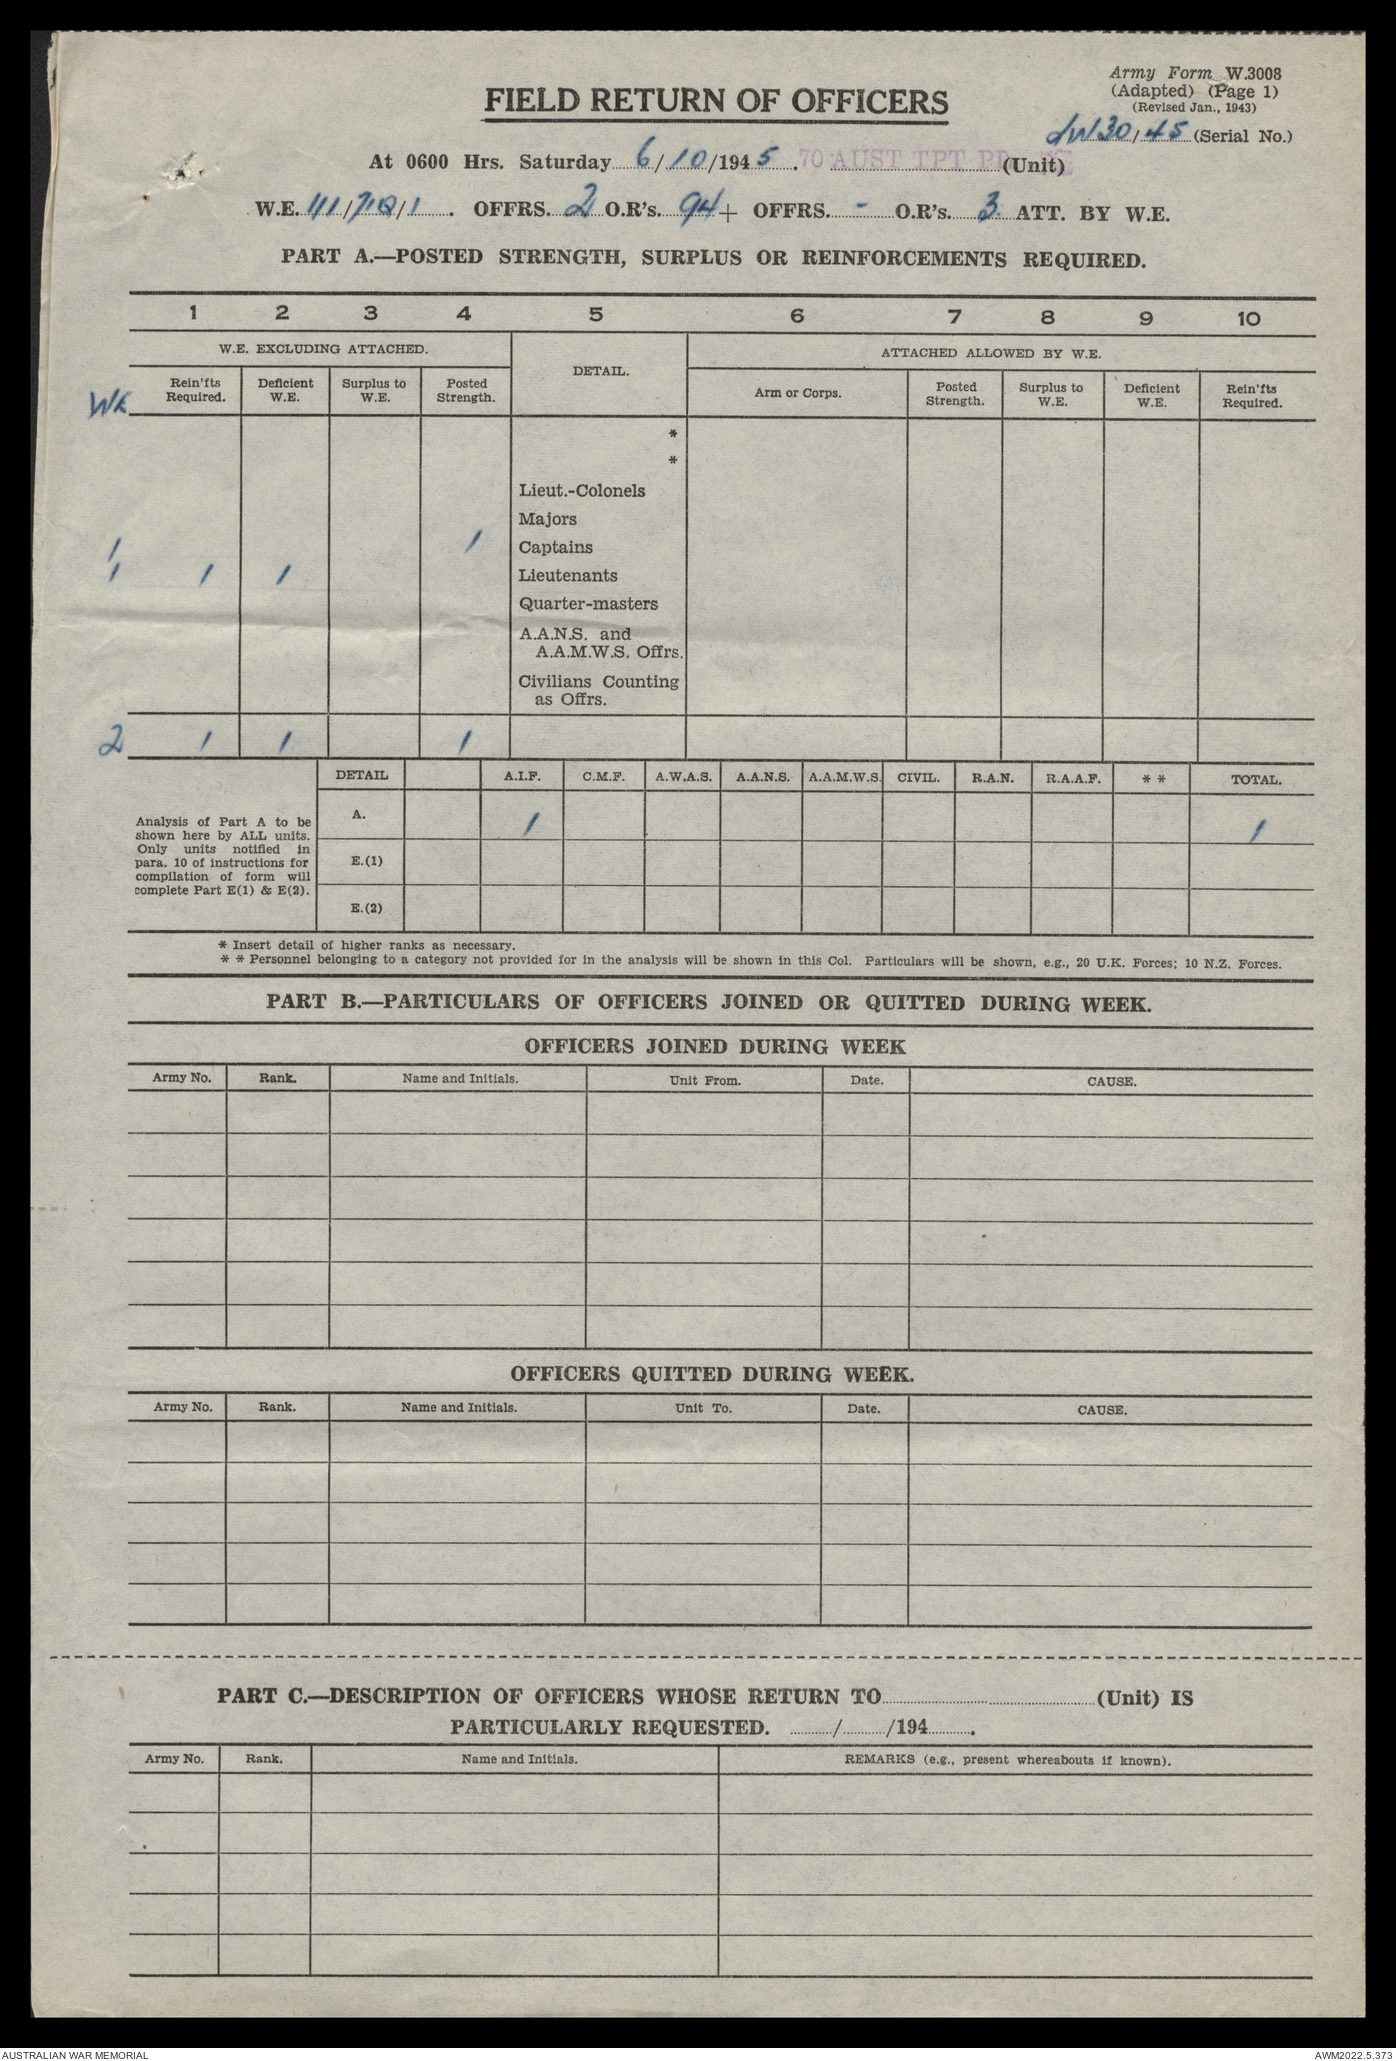 Army Form W.3008
(Adapted) (Page 1)
(Revised Jan., 1943)
FIELD RETURN OF OFFICERS
30/45 (Serial No.)
At 0600 Hrs. Saturday 6/10/1945. 70 AUST TPT PL (Unit)
W.E. OFFRS. 2 O.R's. 94 + OFFRS. - O.R's. 3 ATT. BY W.E.
PART A.—POSTED STRENGTH, SURPLUS OR REINFORCEMENTS REQUIRED.
1 2 3 4 5 6 7 8 9 10
W.E. EXCLUDING ATTACHED. DETAIL. ATTACHED ALLOWED BY W.E.
Rein'fts Required. Deficient W.E. Surplus to W.E. Posted Strength. Arm or Corps. Posted Strength. Surplus to W.E. Deficient W.E. Rein'fts Required.
*
*
Lieut.-Colonels
Majors
1 1 Captains
1 1 1 Lieutenants
Quarter-masters
A.A.N.S. and
A.A.M.W.S. Offrs.
Civilians Counting
as Offrs.
2 1 1 1
DETAIL A.I.F. C.M.F. A.W.A.S. A.A.N.S. A.A.M.W.S. CIVIL. R.A.N. R.A.A.F. * * TOTAL.
Analysis of Part A to be
shown here by ALL units.
Only units notified in
para. 10 of instructions for
compilation of form will
complete Part E(1) & E(2).
A. 1 1
E.(1)
E.(2)
* Insert detail of higher ranks as necessary.
* * Personnel belonging to a category not provided for in the analysis will be shown in this Col. Particulars will be shown, e.g., 20 U.K. Forces; 10 N.Z. Forces.
PART B.—PARTICULARS OF OFFICERS JOINED OR QUITTED DURING WEEK.
OFFICERS JOINED DURING WEEK
Army No. Rank. Name and Initials. Unit From. Date. CAUSE.
OFFICERS QUITTED DURING WEEK.
Army No. Rank. Name and Initials. Unit To. Date. CAUSE.
PART C.—DESCRIPTION OF OFFICERS WHOSE RETURN TO (Unit) IS
PARTICULARLY REQUESTED. / /194 .
Army No. Rank. Name and Initials. REMARKS (e.g., present whereabouts if known).
AUSTRALIAN WAR MEMORIAL AWM2022.5.373